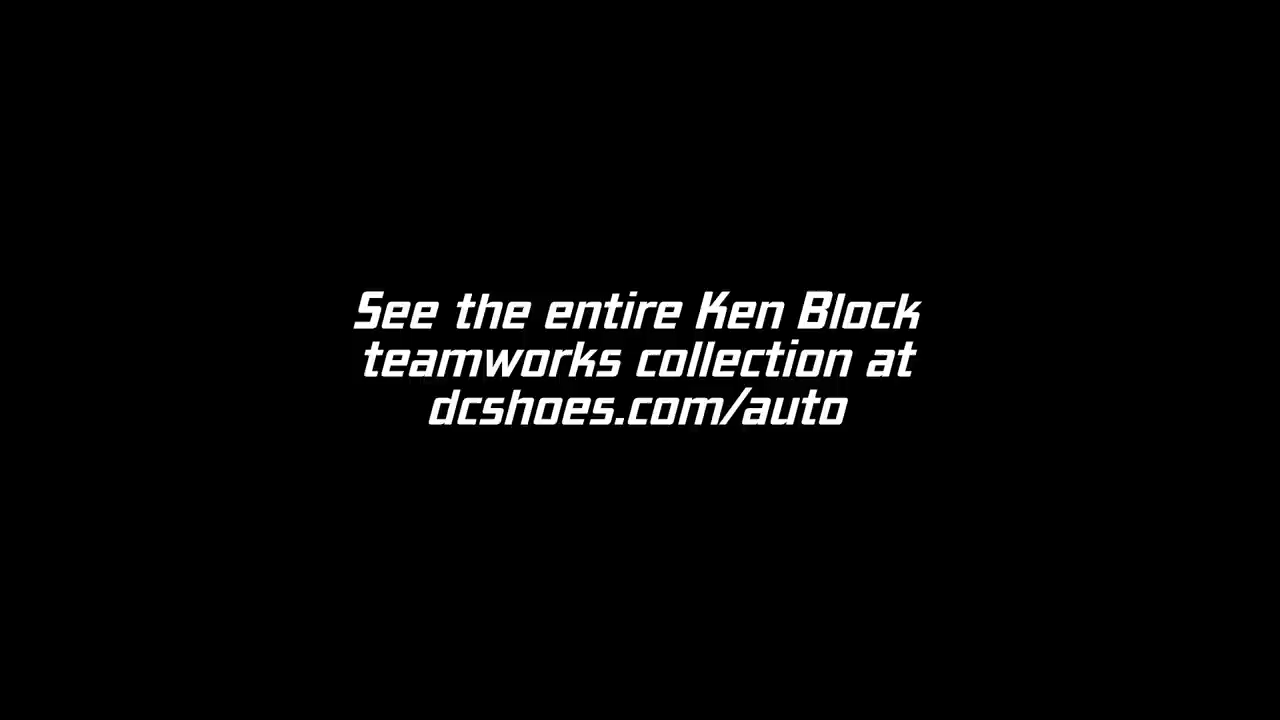 See the entire Ken Block
teamworks collection at
dcshoes.com/auto